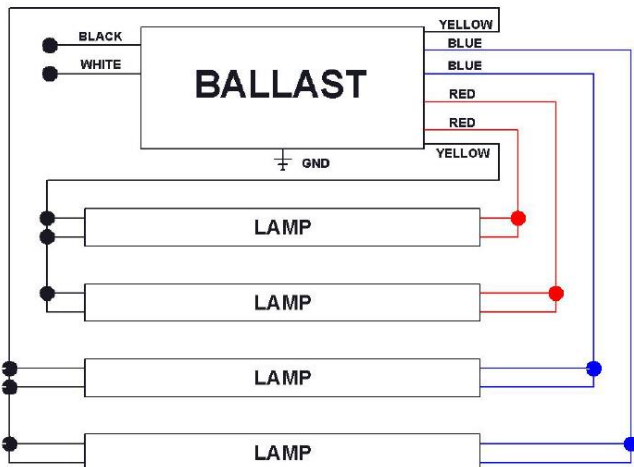 YELLOW
BLACK
BLUE
WHITE
BLUE
BALLAST
RED
RED
YELLOW
GND
LAMP
LAMP
LAMP
LAMP